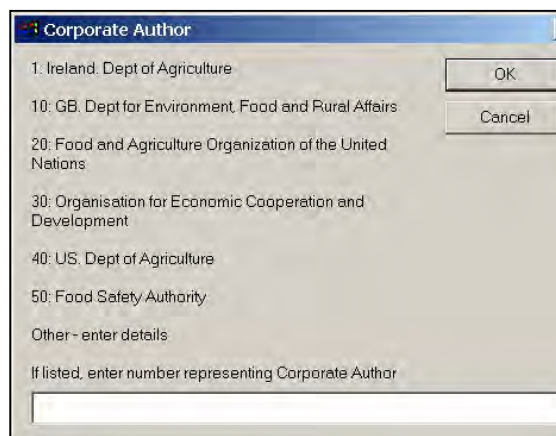 Corporate Author
1: Ireland. Dept of Agriculture
OK
10: GB. Dept for Environment, Food and Rural Affairs
Cancel
20: Food and Agriculture Organization of the United
Nations
30: Organisation for Economic Cooperation and
Development
40: US. Dept of Agriculture
50: Food Safety Authority
Other - enter details
If listed, enter number representing Corporate Author